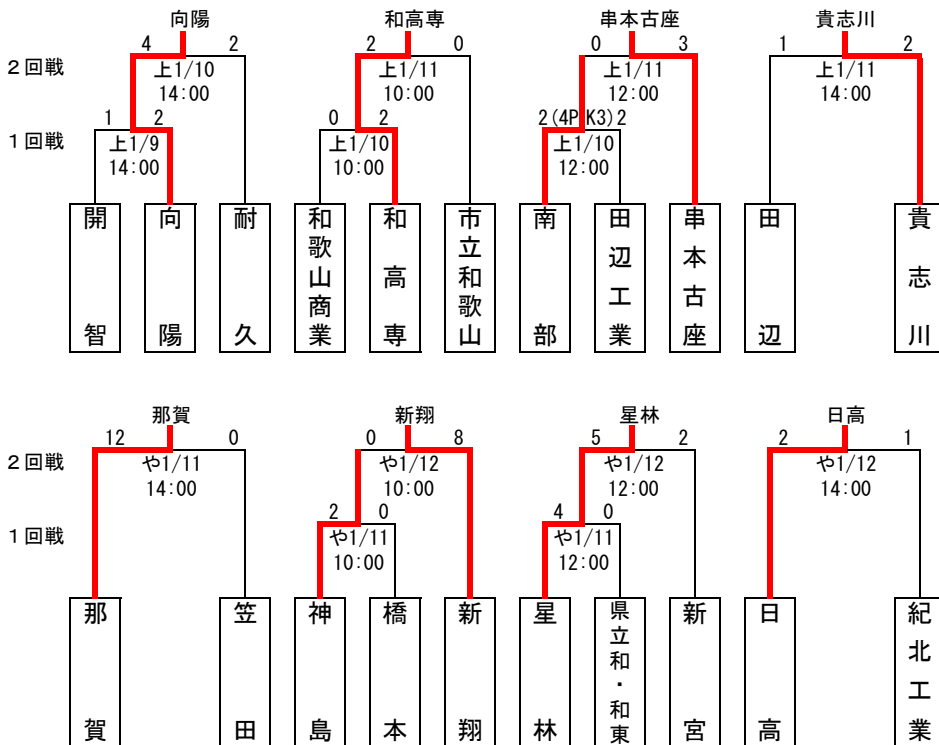 向陽 和高専 串本古座 貴志川
4 2 2 0 0 3 1 2
2回戦 上1/10 上1/11 上1/11 上1/11
14:00 10:00 12:00 14:00
1 2 0 2 2(4PK3)2
1回戦 上1/9 上1/10 上1/10
14:00 10:00 12:00
開智 向陽 耐久 和歌山商業 和高専 市立和歌山 南部 田辺工業 串本古座 田辺 貴志川
那賀 新翔 星林 日高
12 0 0 8 5 2 2 1
2回戦 や1/11 や1/12 や1/12 や1/12
14:00 10:00 12:00 14:00
2 0 4 0
1回戦 や1/11 や1/11
10:00 12:00
那賀 笠田 神島 橋本 新翔 星林 県立和・和東 新宮 日高 紀北工業